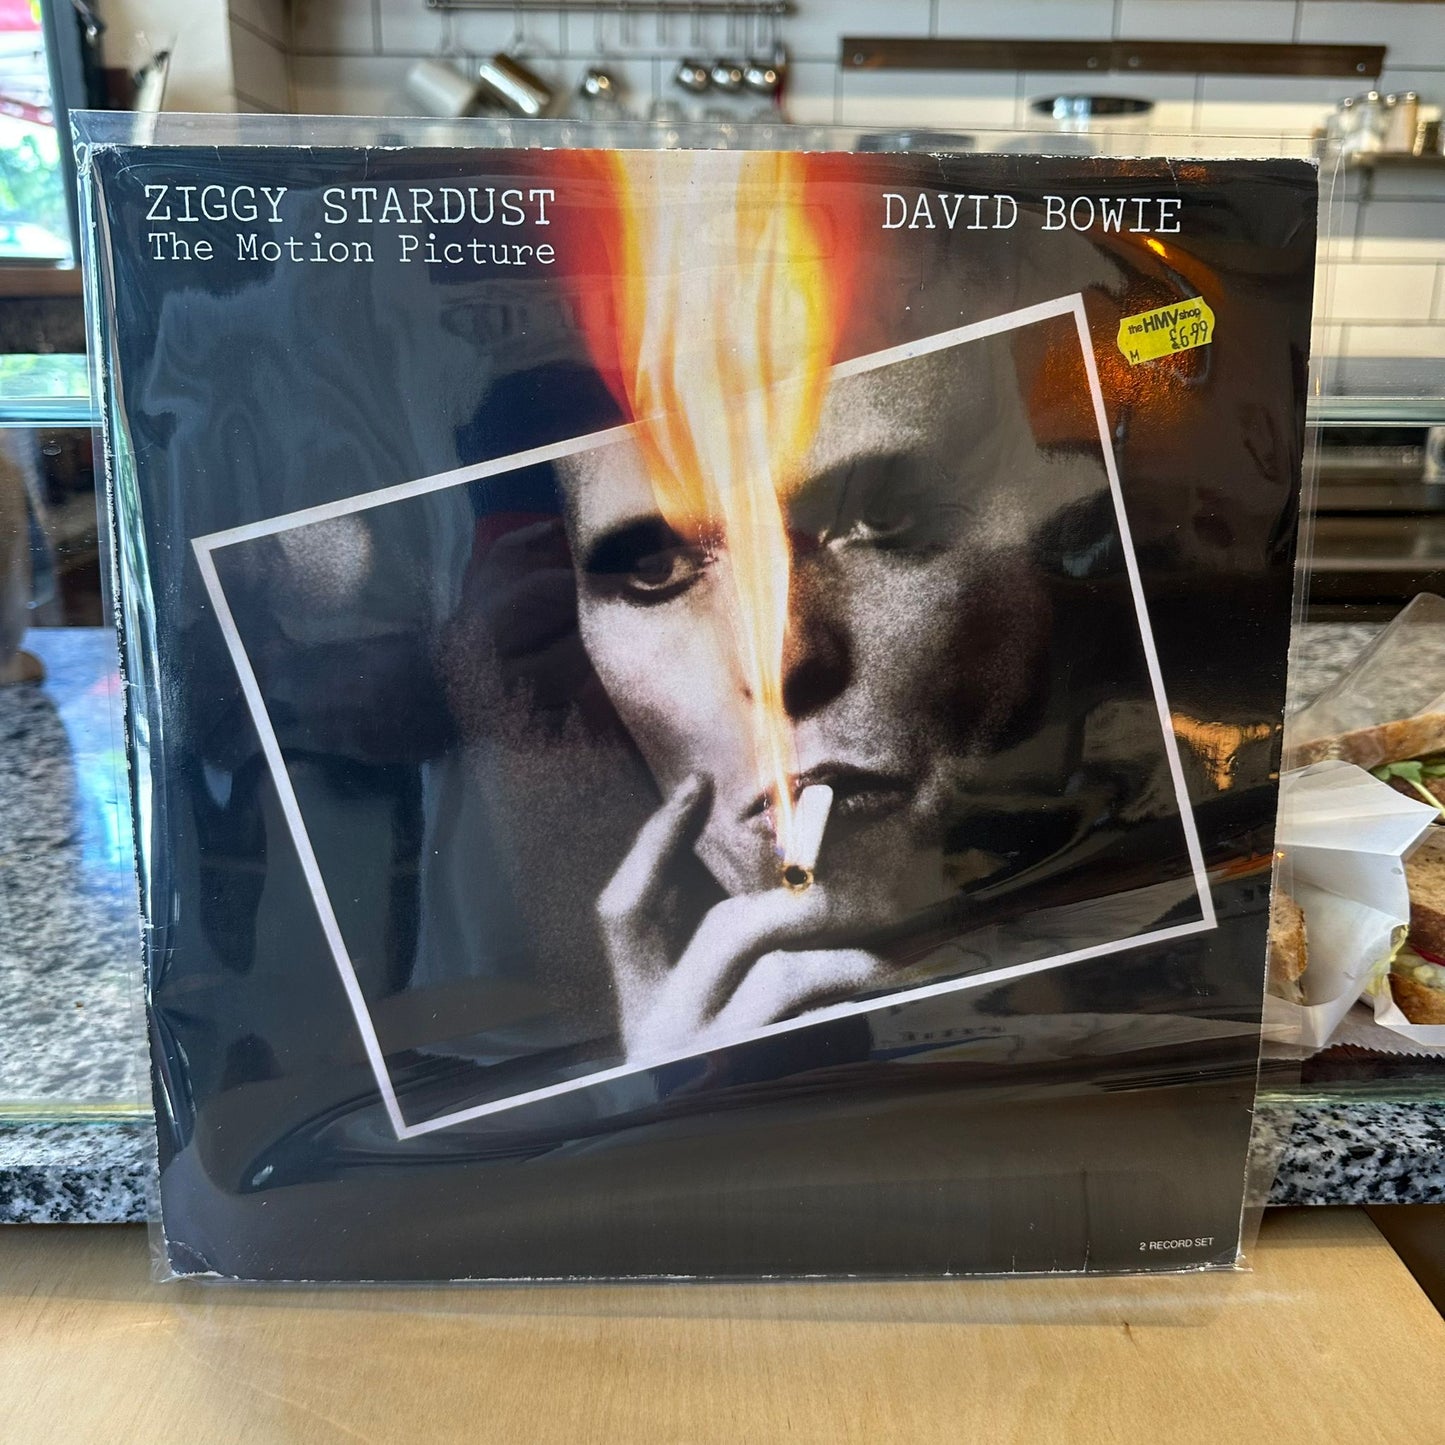 ZIGGY STARDUST
The Motion Picture
DAVID BOWIE
the HMV shop
M £6.99
2 RECORD SET